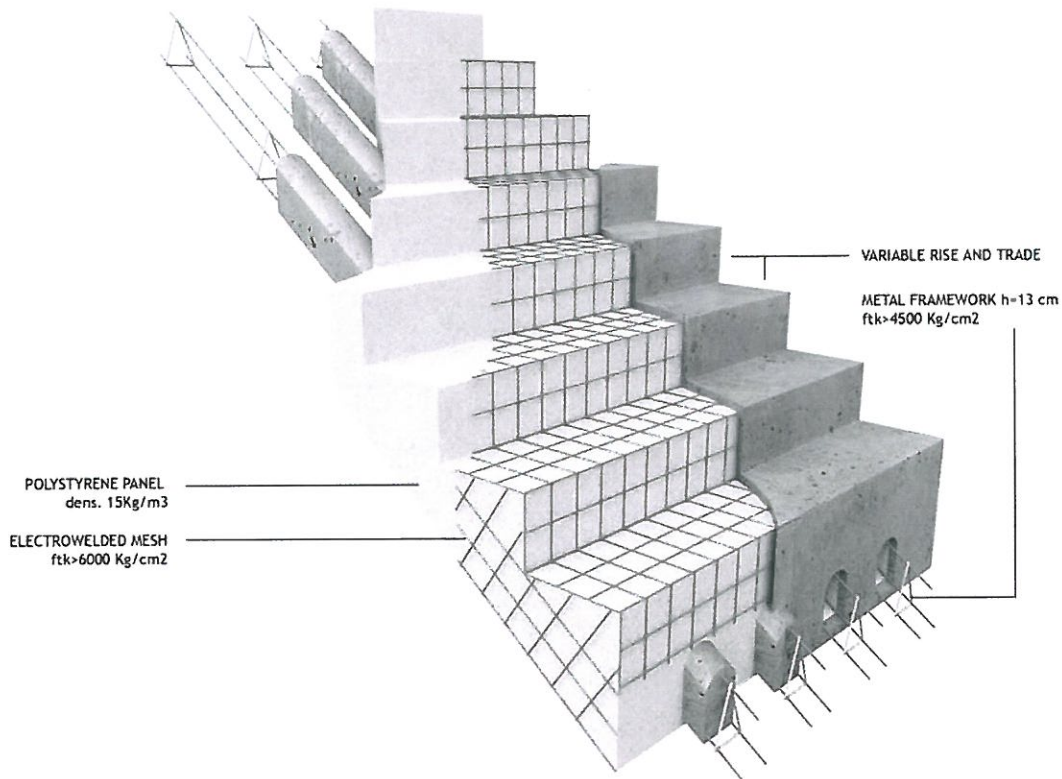 VARIABLE RISE AND TRADE
METAL FRAMEWORK h=13 cm
ftk>4500 Kg/cm2
POLYSTYRENE PANEL
dens. 15Kg/m3
ELECTROWELDED MESH
ftk>6000 Kg/cm2